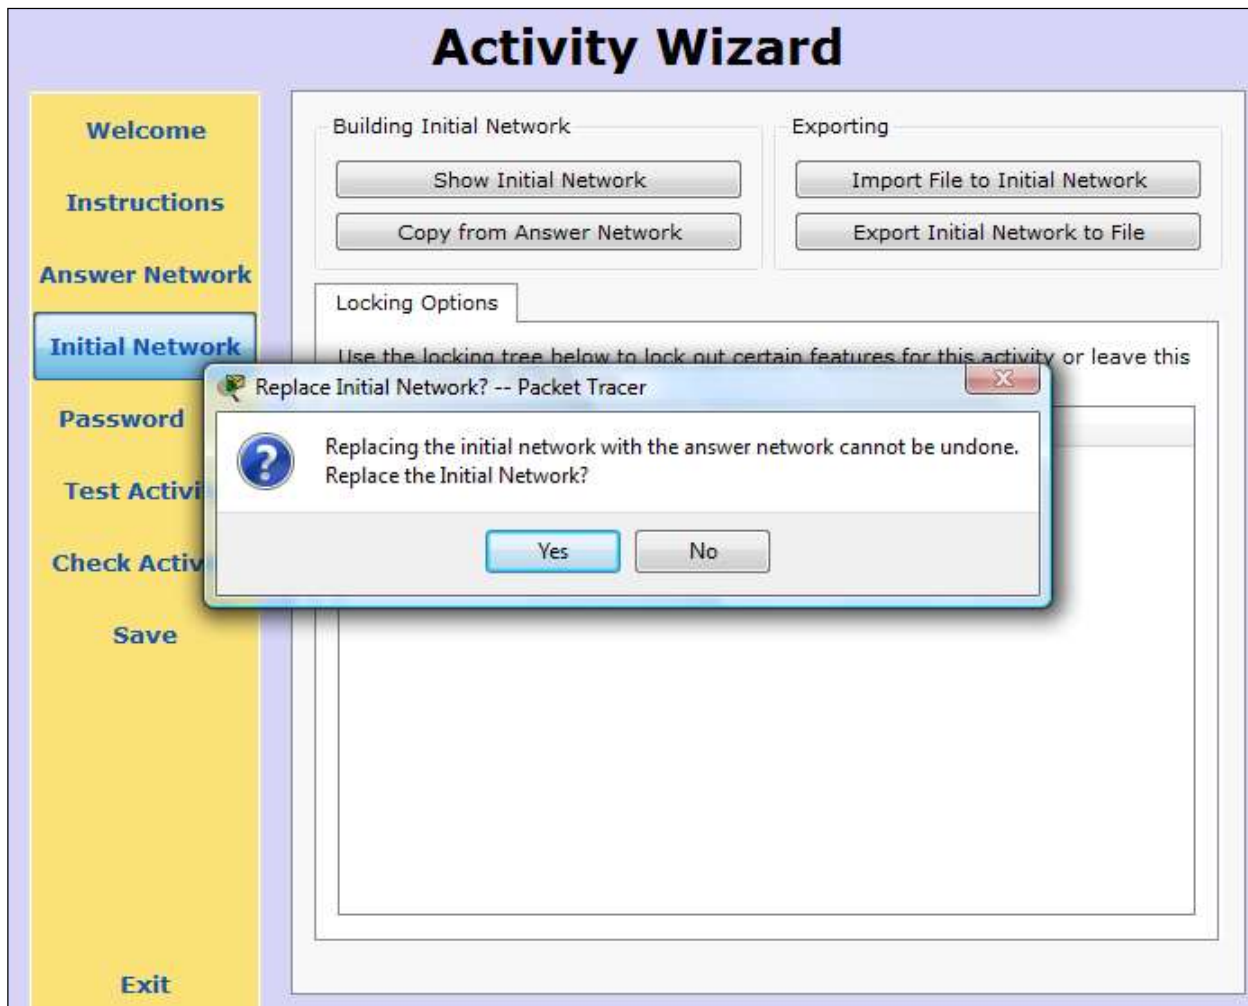 Activity Wizard
Welcome
Instructions
Answer Network
Initial Network
Password
Test Activi
Check Activ
Save
Exit
Building Initial Network
Show Initial Network
Copy from Answer Network
Exporting
Import File to Initial Network
Export Initial Network to File
Locking Options
Use the locking tree below to lock out certain features for this activity or leave this
Replace Initial Network? -- Packet Tracer
Replacing the initial network with the answer network cannot be undone.
Replace the Initial Network?
Yes
No